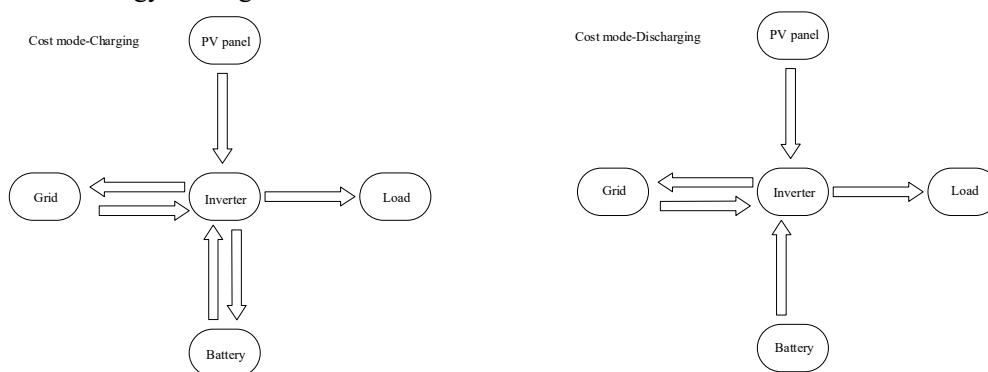 Cost mode-Charging
PV panel
Grid
Inverter
Load
Battery
Cost mode-Discharging
PV panel
Grid
Inverter
Load
Battery